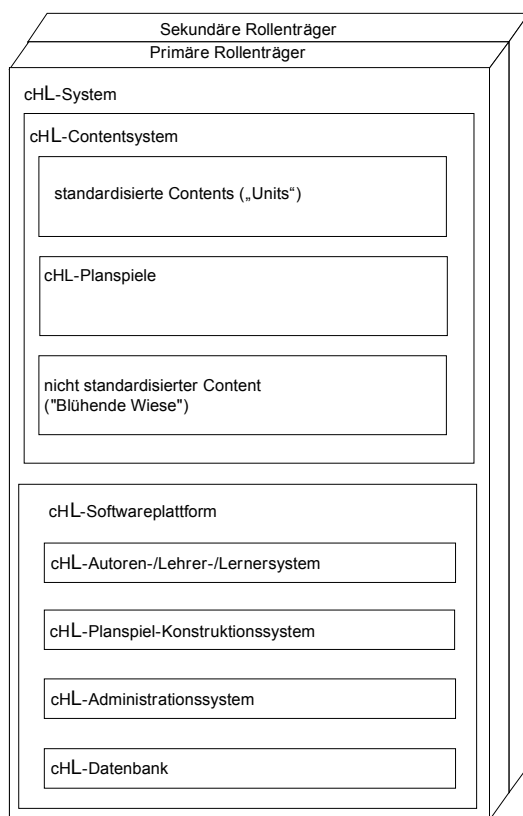 Sekundäre Rollenträger
Primäre Rollenträger
cHL-System
cHL-Contentsystem
standardisierte Contents („Units“)
cHL-Planspiele
nicht standardisierter Content
("Blühende Wiese")
cHL-Softwareplattform
cHL-Autoren-/Lehrer-/Lernersystem
cHL-Planspiel-Konstruktionssystem
cHL-Administrationssystem
cHL-Datenbank